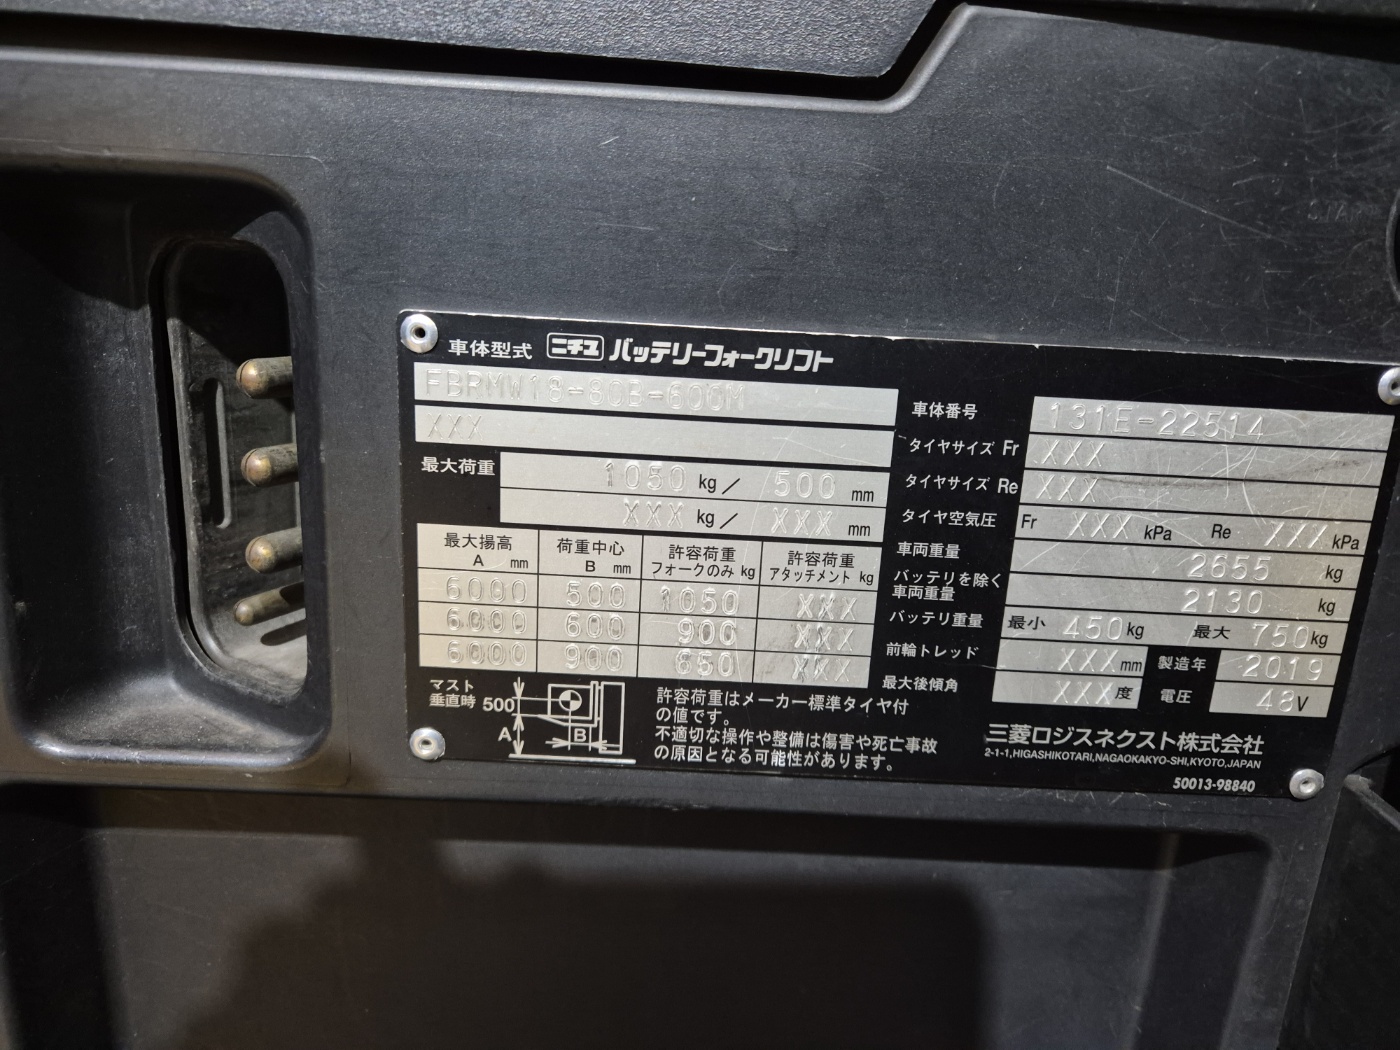 車体型式 ニチユ バッテリーフォークリフト
FBRMW18-80B-600M
XXX
最大荷重 1050 kg／ 500 mm
XXX kg／ XXX mm
最大揚高 A mm 荷重中心 B mm 許容荷重 フォークのみ kg 許容荷重 アタッチメント kg
6000 500 1050 XXX
6000 600 900 XXX
6000 900 650 XXX
マスト
垂直時 500
A
B
許容荷重はメーカー標準タイヤ付
の値です。
不適切な操作や整備は傷害や死亡事故
の原因となる可能性があります。
車体番号 131E-22514
タイヤサイズ Fr XXX
タイヤサイズ Re XXX
タイヤ空気圧 Fr XXX kPa Re XXX kPa
車両重量 2655 kg
バッテリを除く
車両重量 2130 kg
バッテリ重量 最小 450kg 最大 750kg
前輪トレッド XXX mm 製造年 2019
最大後傾角 XXX 度 電圧 48V
三菱ロジスネクスト株式会社
2-1-1,HIGASHIKOTARI,NAGAOKAKYO-SHI,KYOTO,JAPAN
50013-98840